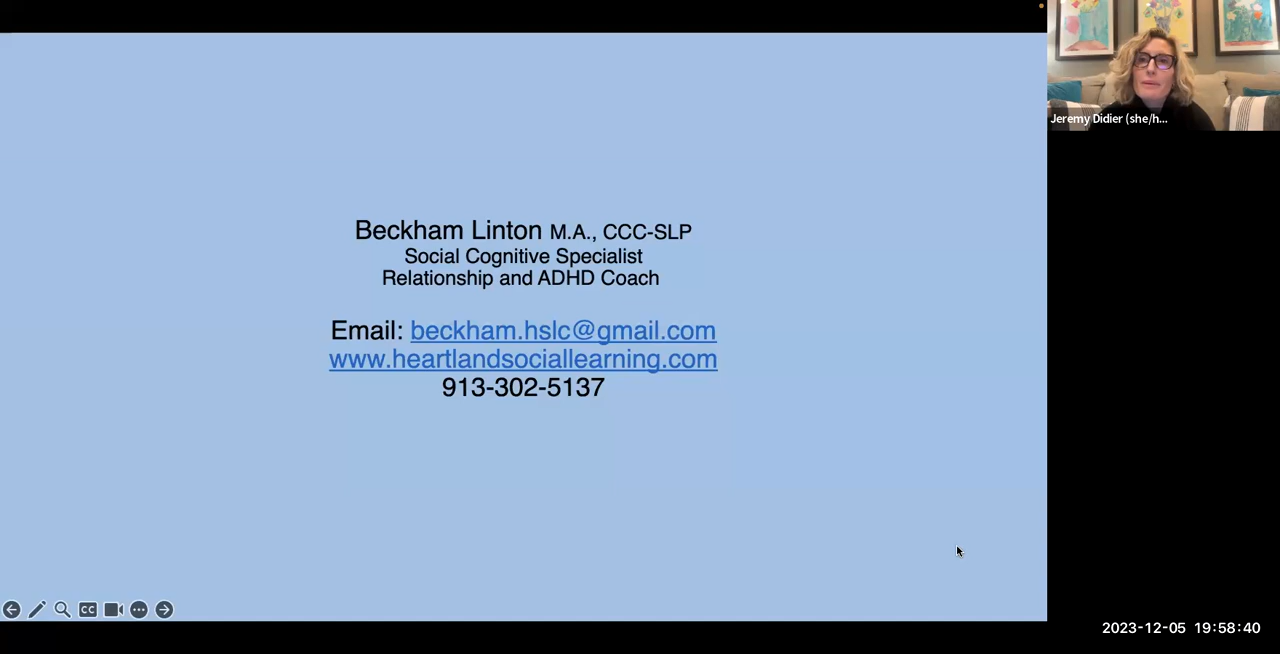 Beckham Linton M.A., CCC-SLP
Social Cognitive Specialist
Relationship and ADHD Coach
Email: beckham.hslc@gmail.com
www.heartlandsociallearning.com
913-302-5137
Jeremy Didier (she/h...
CC
2023-12-05 19:58:40